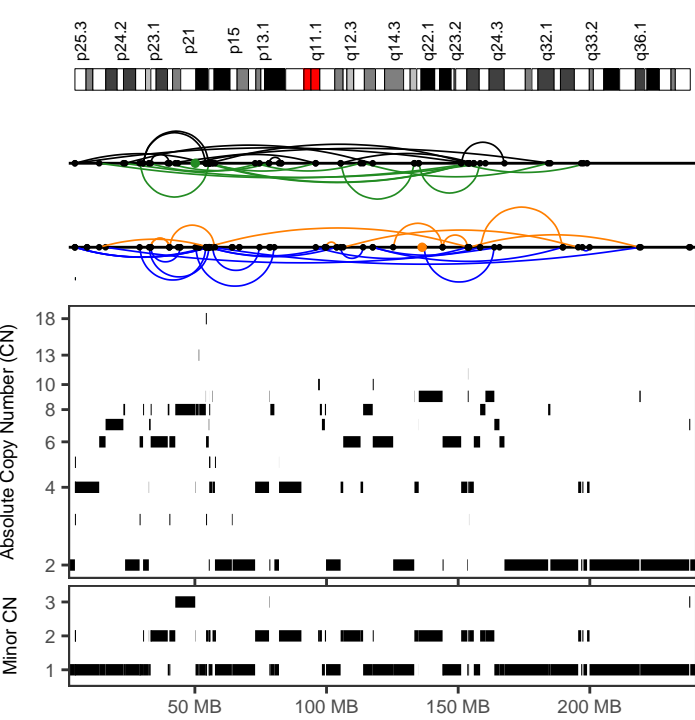 p25.3 p24.2 p23.1 p21 p15 p13.1 q11.1 q12.3 q14.3 q22.1 q23.2 q24.3 q32.1 q33.2 q36.1
Absolute Copy Number (CN)
18
13
10
8
6
4
2
Minor CN
3
2
1
50 MB 100 MB 150 MB 200 MB